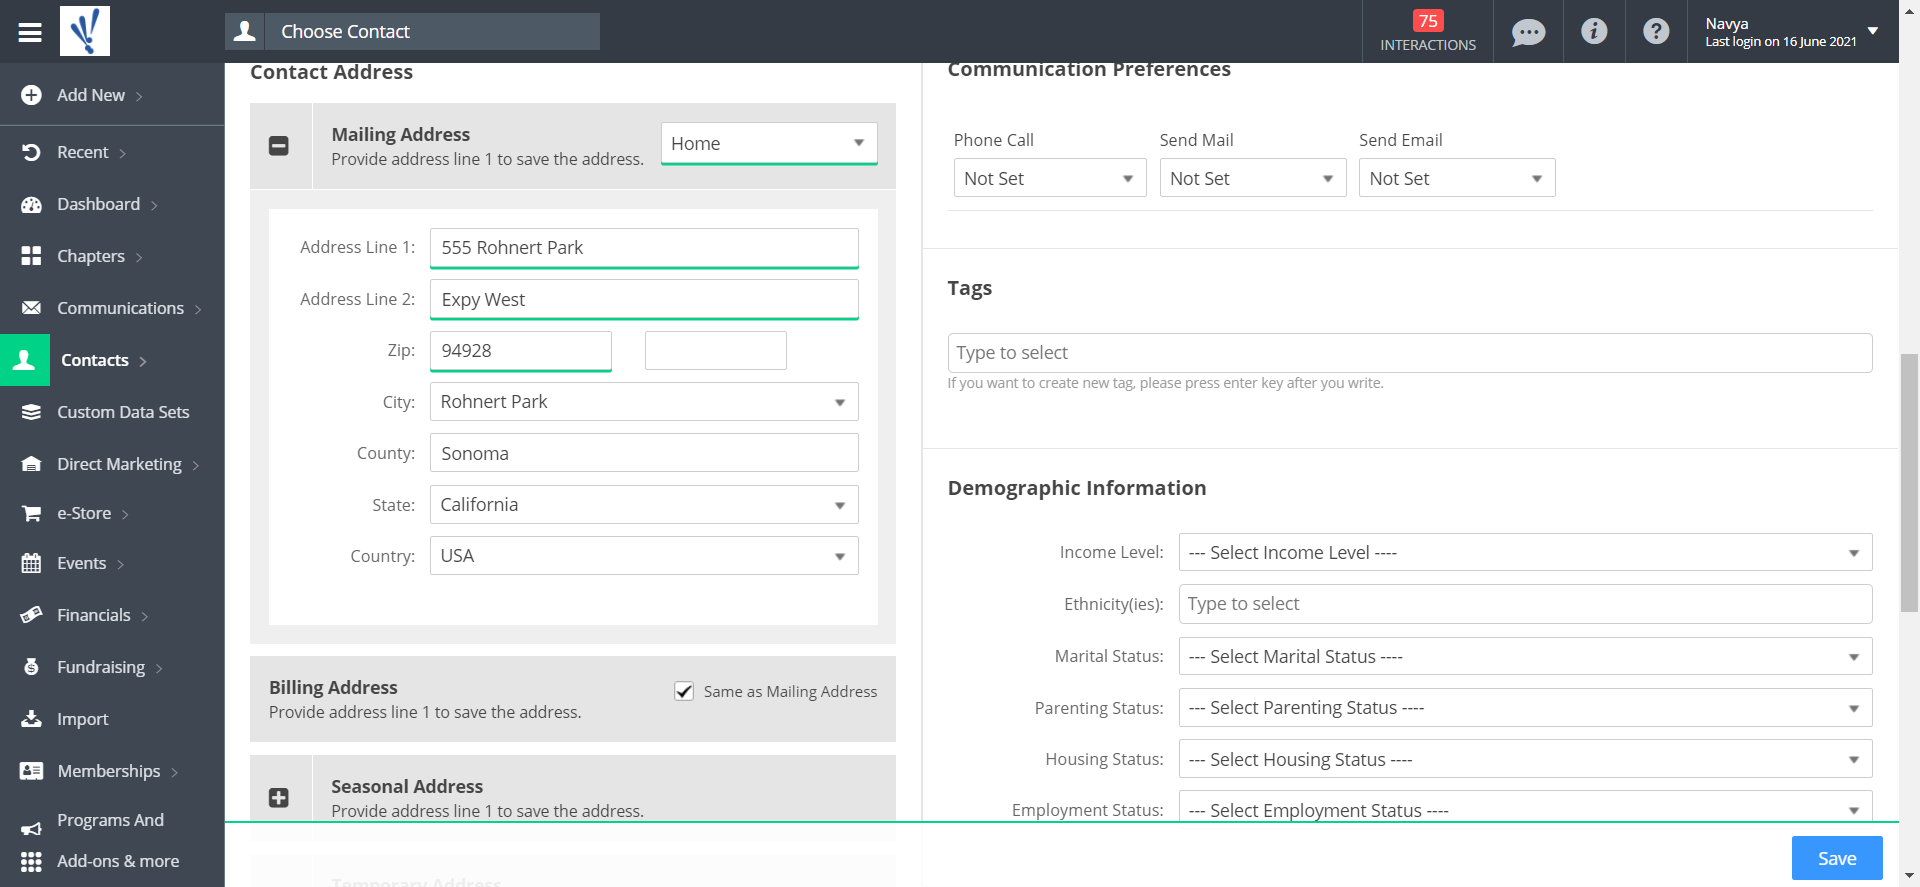 Choose Contact
75
INTERACTIONS
Navya
Last login on 16 June 2021
Add New
Recent
Dashboard
Chapters
Communications
Contacts
Custom Data Sets
Direct Marketing
e-Store
Events
Financials
Fundraising
Import
Memberships
Programs And
Add-ons & more
Contact Address
Mailing Address
Provide address line 1 to save the address.
Home
Address Line 1:
555 Rohnert Park
Address Line 2:
Expy West
Zip:
94928
City:
Rohnert Park
County:
Sonoma
State:
California
Country:
USA
Billing Address
Provide address line 1 to save the address.
Same as Mailing Address
Seasonal Address
Provide address line 1 to save the address.
Temporary Address
Communication Preferences
Phone Call
Send Mail
Send Email
Not Set
Not Set
Not Set
Tags
Type to select
If you want to create new tag, please press enter key after you write.
Demographic Information
Income Level:
--- Select Income Level ----
Ethnicity(ies):
Type to select
Marital Status:
--- Select Marital Status ----
Parenting Status:
--- Select Parenting Status ----
Housing Status:
--- Select Housing Status ----
Employment Status:
--- Select Employment Status ----
Save